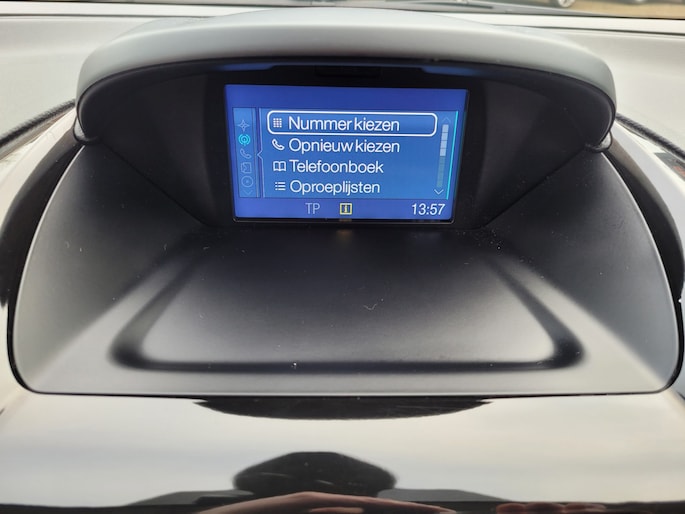 Nummer kiezen
Opnieuw kiezen
Telefoonboek
Oproeplijsten
TP i 13:57